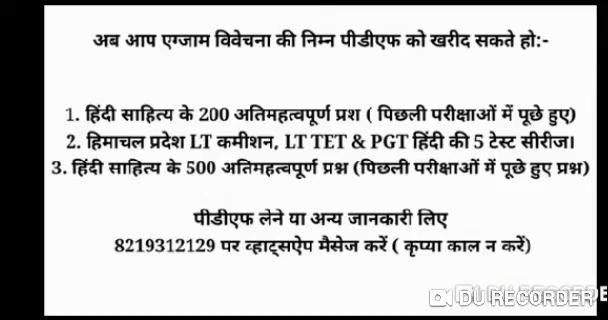 अब आप एग्जाम विवेचना की निम्न पीडीएफ को खरीद सकते हो:-
1. हिंदी साहित्य के 200 अतिमहत्वपूर्ण प्रश ( पिछली परीक्षाओं में पूछे हुए)
2. हिमाचल प्रदेश LT कमीशन, LT TET & PGT हिंदी की 5 टेस्ट सीरीज।
3. हिंदी साहित्य के 500 अतिमहत्वपूर्ण प्रश्न (पिछली परीक्षाओं में पूछे हुए प्रश्न)
पीडीएफ लेने या अन्य जानकारी लिए
8219312129 पर व्हाट्सऐप मैसेज करें ( कृप्या काल न करें)
DU RECORDER